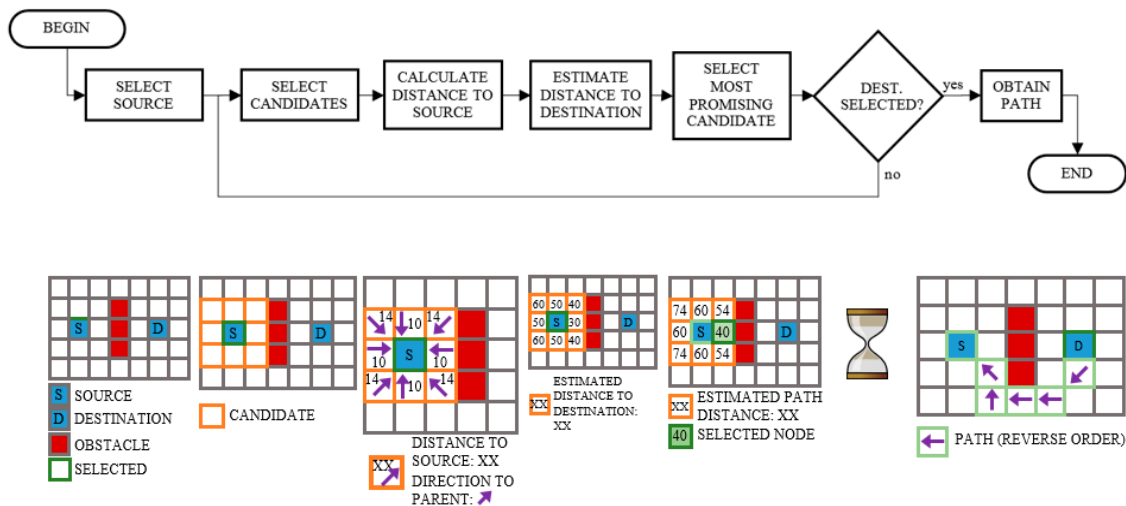 BEGIN
SELECT
SOURCE
SELECT
CANDIDATES
CALCULATE
DISTANCE TO
SOURCE
ESTIMATE
DISTANCE TO
DESTINATION
SELECT
MOST
PROMISING
CANDIDATE
DEST.
SELECTED?
yes
no
OBTAIN
PATH
END
S D
S SOURCE
D DESTINATION
OBSTACLE
SELECTED
S D
CANDIDATE
14 10 14
10 S 10
14 10 14
XX
DISTANCE TO
SOURCE: XX
DIRECTION TO
PARENT:
60 50 40
50 S 30 D
60 50 40
ESTIMATED
DISTANCE TO
XX DESTINATION:
XX
74 60 54
60 S 40 D
74 60 54
XX ESTIMATED PATH
DISTANCE: XX
40 SELECTED NODE
S D
PATH (REVERSE ORDER)